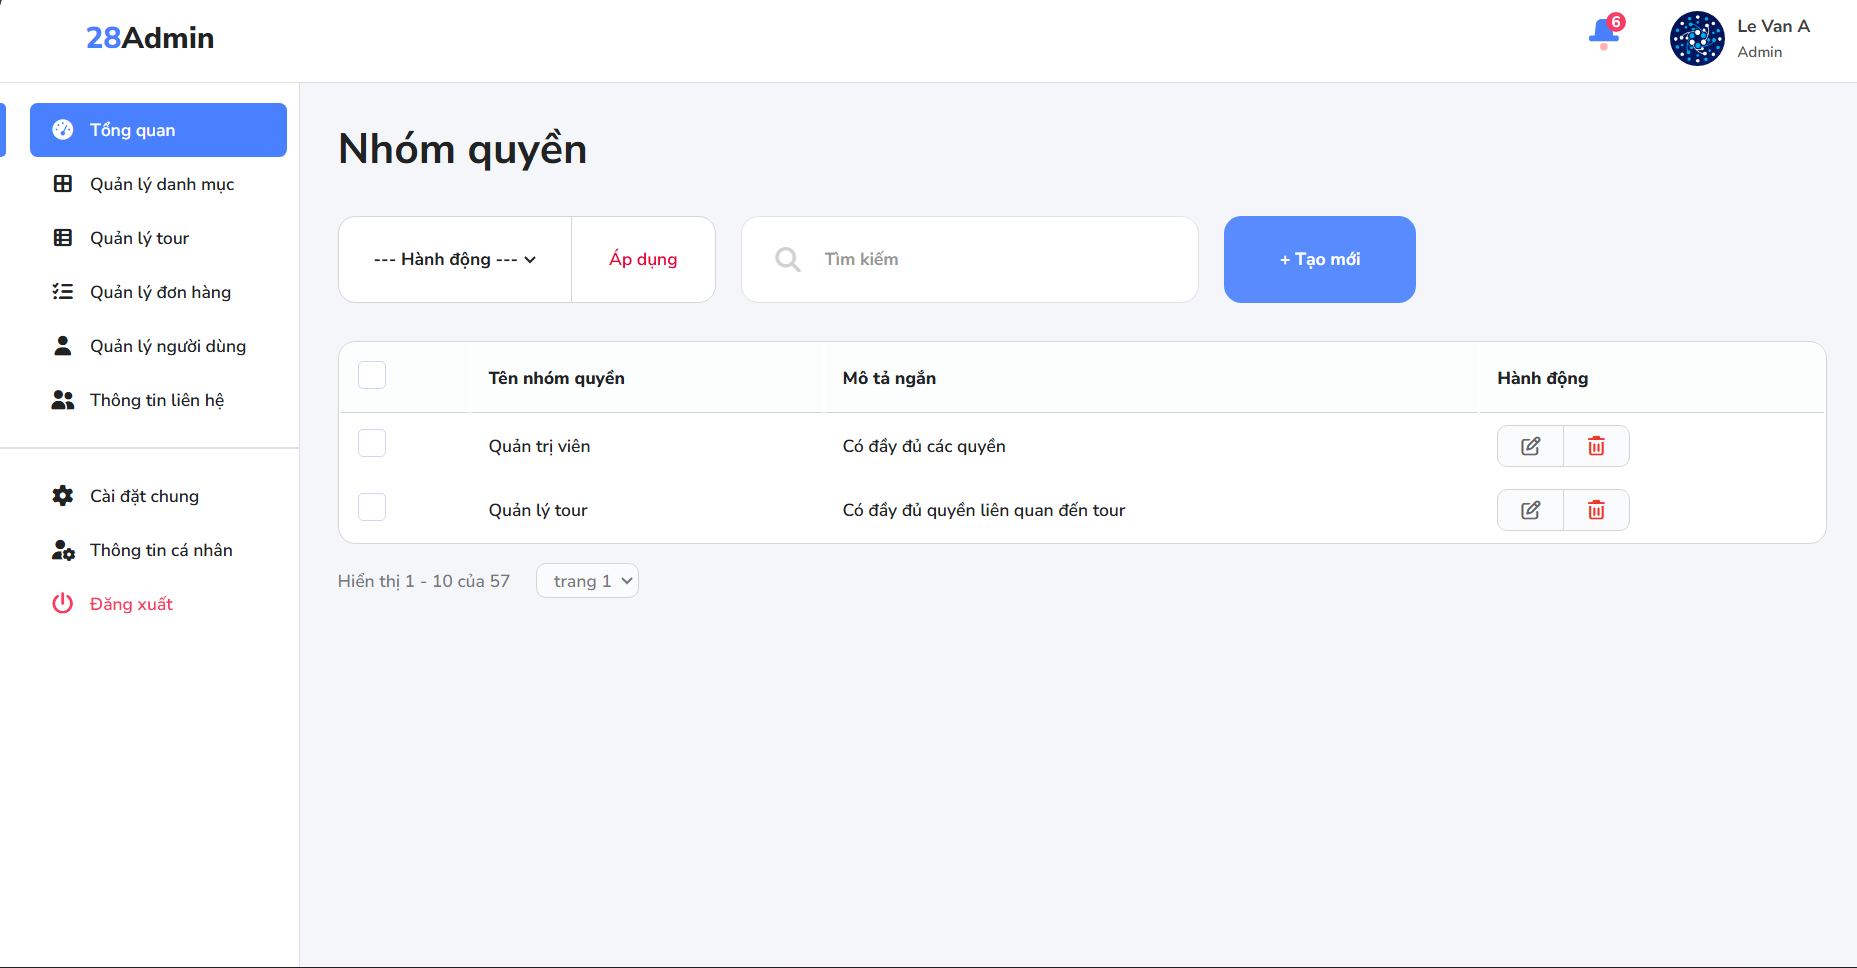 28Admin
6
Le Van A
Admin
Tổng quan
Quản lý danh mục
Quản lý tour
Quản lý đơn hàng
Quản lý người dùng
Thông tin liên hệ
Cài đặt chung
Thông tin cá nhân
Đăng xuất
Nhóm quyền
--- Hành động --- Áp dụng
Tìm kiếm
+ Tạo mới
Tên nhóm quyền Mô tả ngắn Hành động
Quản trị viên Có đầy đủ các quyền
Quản lý tour Có đầy đủ quyền liên quan đến tour
Hiển thị 1 - 10 của 57 trang 1